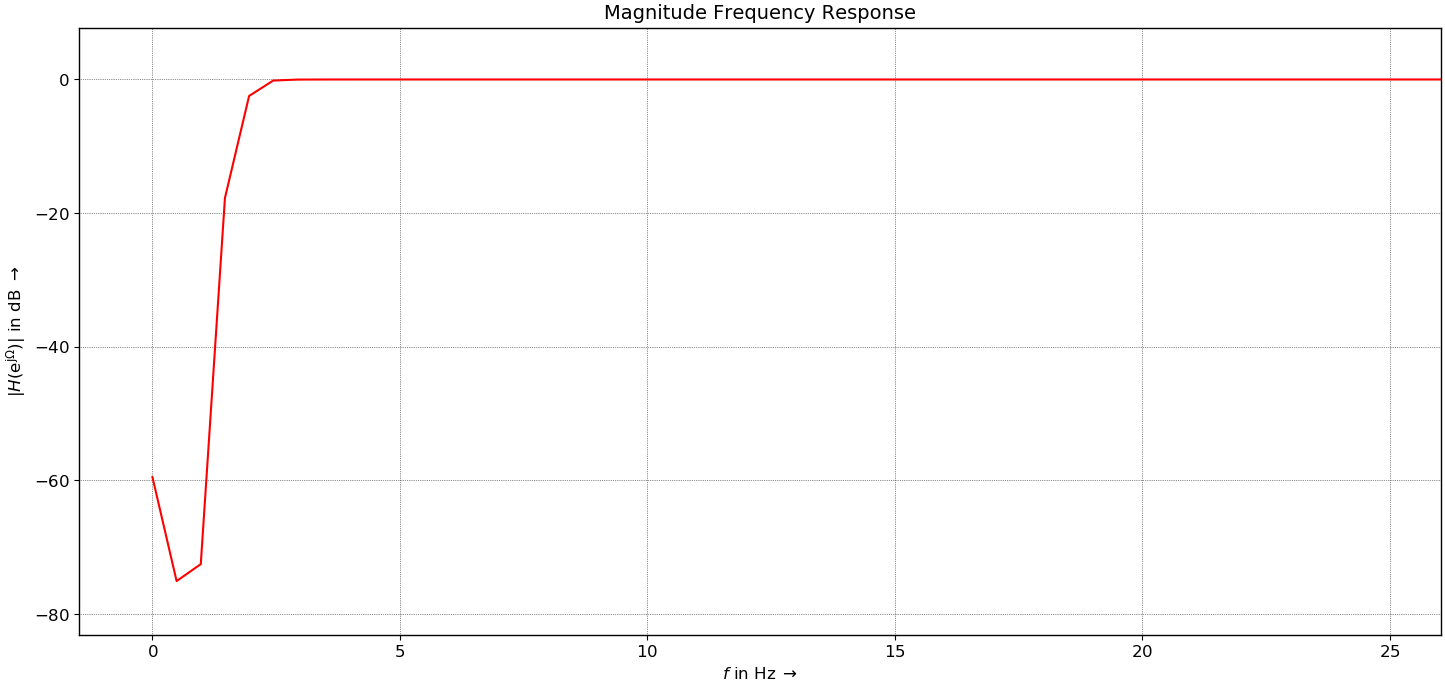 Magnitude Frequency Response
|H(e^jΩ)| in dB →
0
−20
−40
−60
−80
0 5 10 15 20 25
f in Hz →